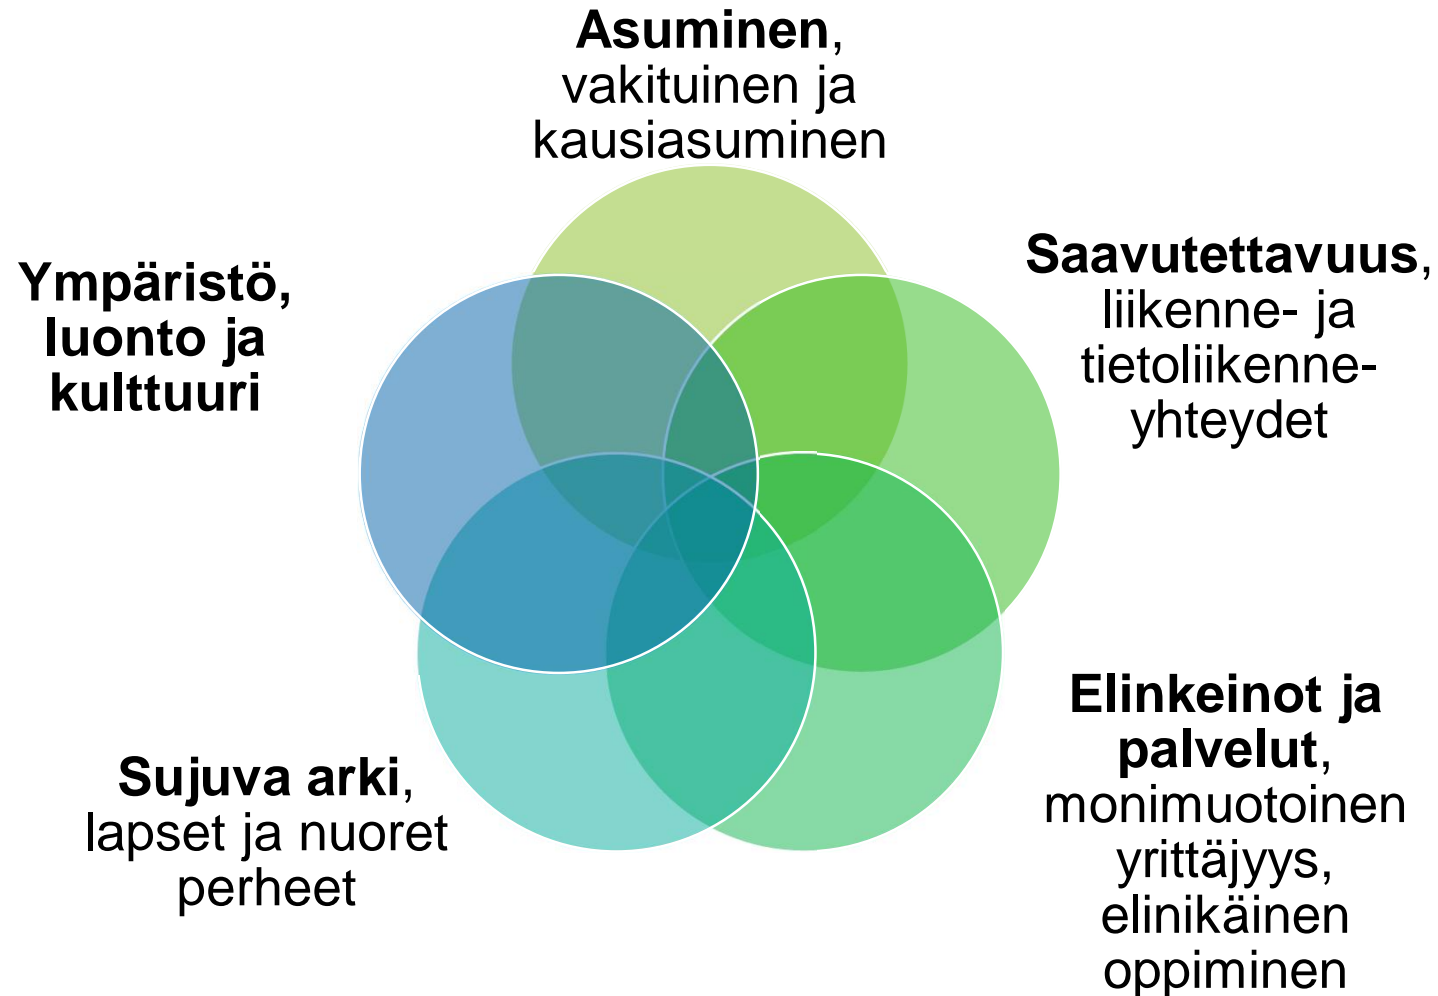 Asuminen,
vakituinen ja
kausiasuminen
Saavutettavuus,
liikenne- ja
tietoliikenne-
yhteydet
Elinkeinot ja
palvelut,
monimuotoinen
yrittäjyys,
elinikäinen
oppiminen
Sujuva arki,
lapset ja nuoret
perheet
Ympäristö,
luonto ja
kulttuuri